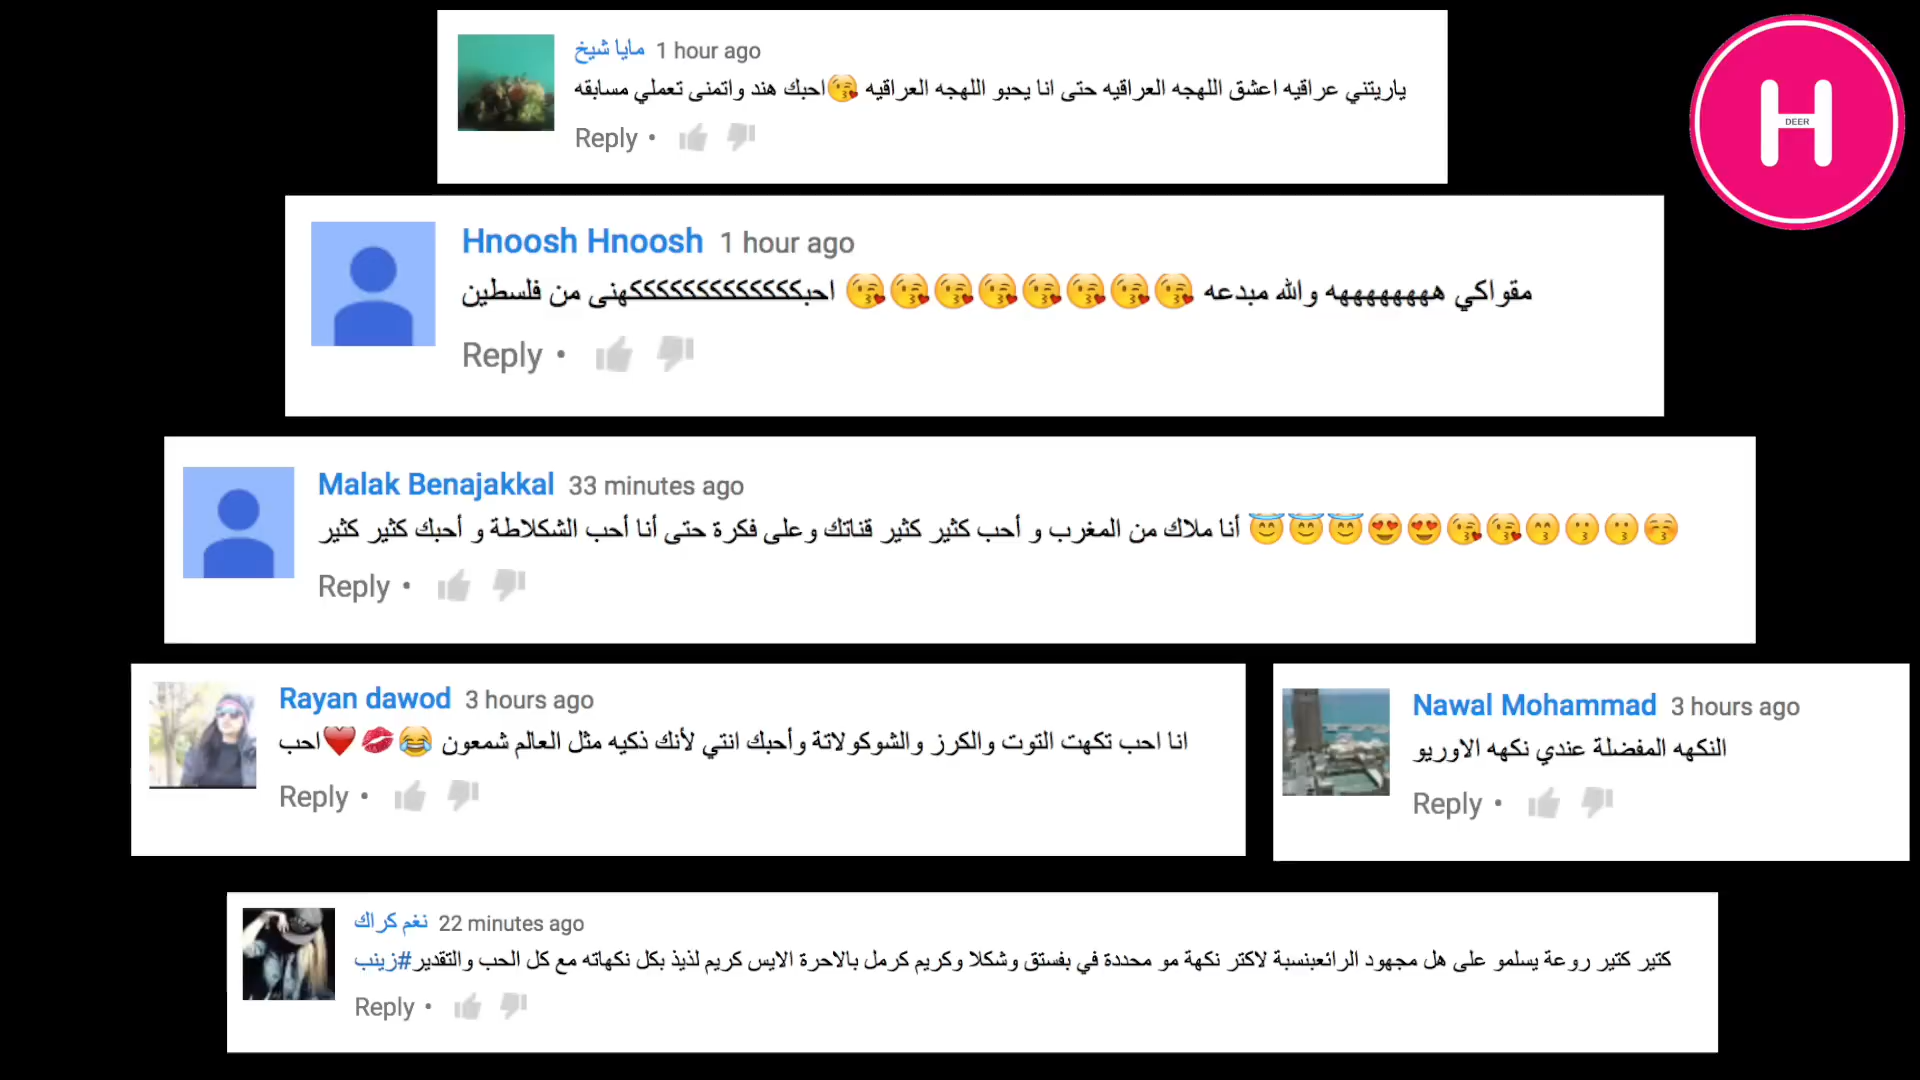 مايا شيخ 1 hour ago
ياريتني عراقيه اعشق اللهجه العراقيه حتى انا يحبو اللهجه العراقيه 😘احبك هند واتمنى تعملي مسابقه
Reply •
H
DEER
Hnoosh Hnoosh 1 hour ago
مقواكي ههههههههه والله مبدعه 😘😘😘😘😘😘😘😘 احبككككككككككككككهنى من فلسطين
Reply •
Malak Benajakkal 33 minutes ago
أنا ملاك من المغرب و أحب كثير كثير قناتك وعلى فكرة حتى أنا أحب الشكلاطة و أحبك كثير كثير 😇😇😇😍😍😘😘😙😗😗😚
Reply •
Rayan dawod 3 hours ago
انا احب تكهت التوت والكرز والشوكولاتة وأحبك انتي لأنك ذكيه مثل العالم شمعون 😂💋❤️احب
Reply •
Nawal Mohammad 3 hours ago
النكهه المفضلة عندي نكهه الاوريو
Reply •
نغم كراك 22 minutes ago
كتير كتير روعة يسلمو على هل مجهود الرائعبنسبة لاكتر نكهة مو محددة في بفستق وشكلا وكريم كرمل بالاحرة الايس كريم لذيذ بكل نكهاته مع كل الحب والتقدير#زينب
Reply •